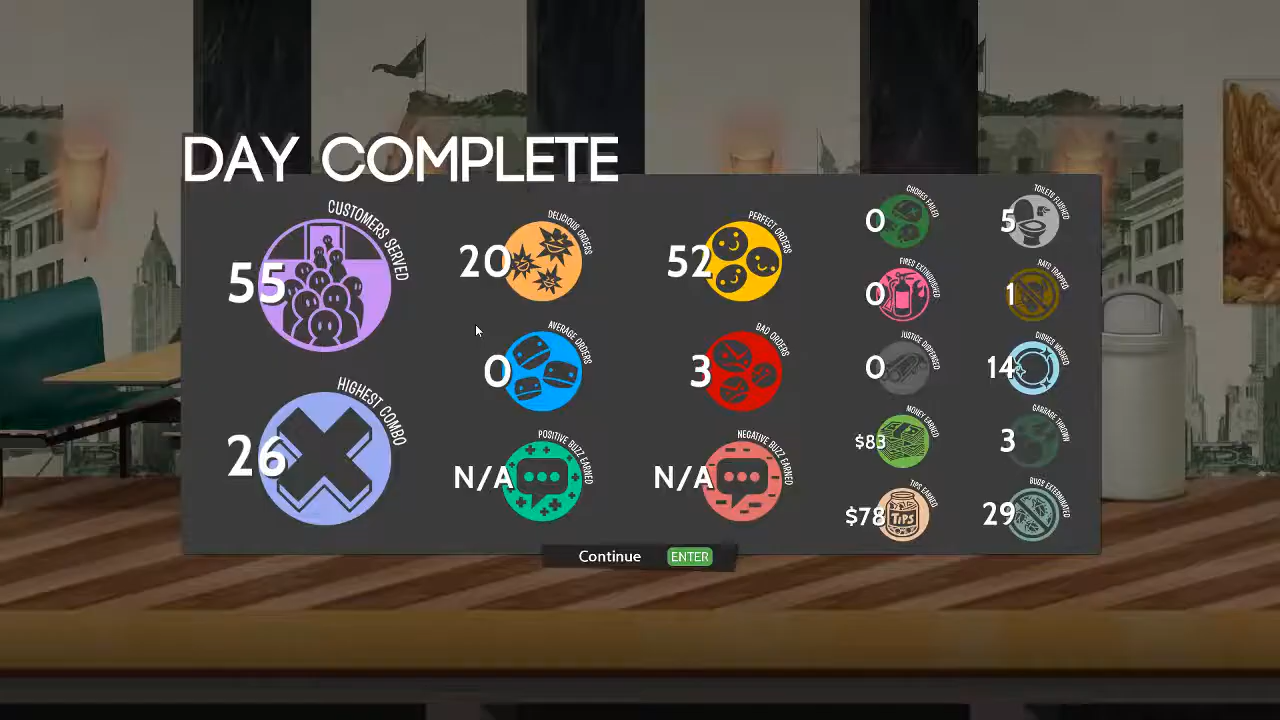 DAY COMPLETE
CUSTOMERS SERVED
55
HIGHEST COMBO
26
DELICIOUS ORDERS
20
AVERAGE ORDERS
0
POSITIVE BUZZ EARNED
N/A
PERFECT ORDERS
52
BAD ORDERS
3
NEGATIVE BUZZ EARNED
N/A
CHORES FAILED
0
FIRES EXTINGUISHED
0
JUSTICE DISPENSED
0
MONEY EARNED
$83
TIPS EARNED
$78
TIPS
TOILETS FLUSHED
5
RATS TRAPPED
1
DISHES WASHED
14
GARBAGE THROWN
3
BUGS EXTERMINATED
29
Continue ENTER